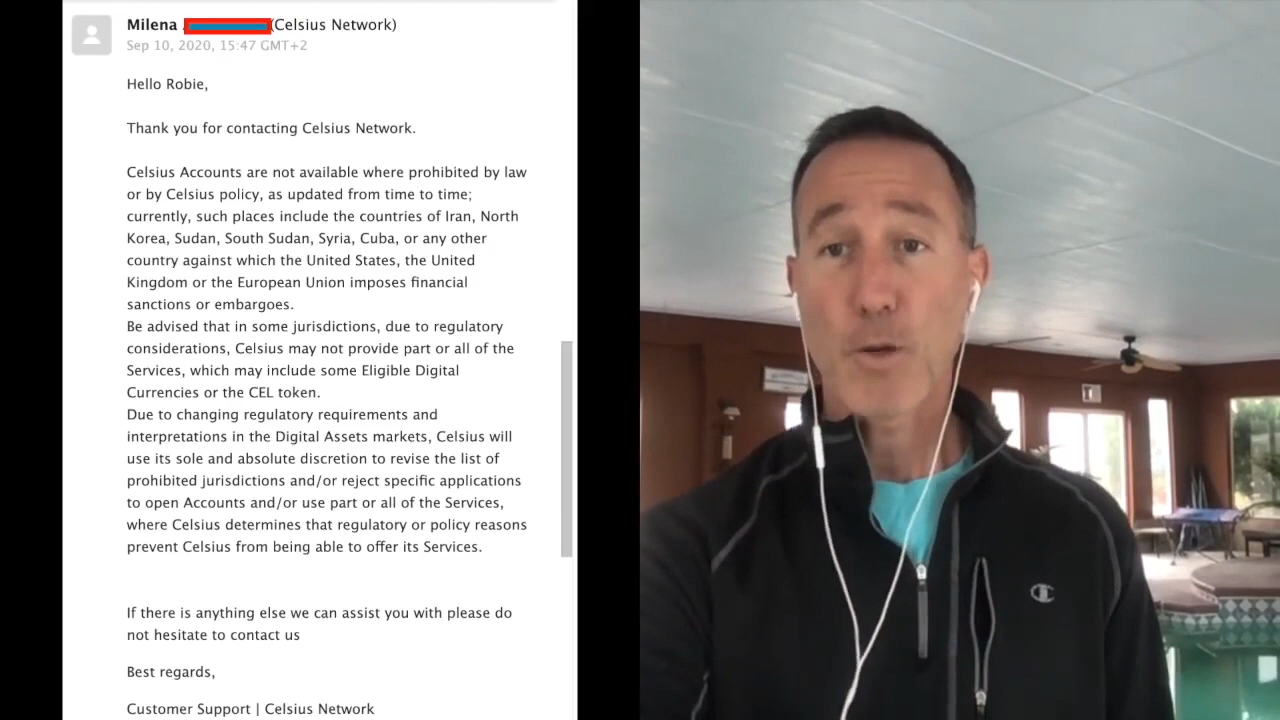 Milena (Celsius Network)
Sep 10, 2020, 15:47 GMT+2
Hello Robie,
Thank you for contacting Celsius Network.
Celsius Accounts are not available where prohibited by law
or by Celsius policy, as updated from time to time;
currently, such places include the countries of Iran, North
Korea, Sudan, South Sudan, Syria, Cuba, or any other
country against which the United States, the United
Kingdom or the European Union imposes financial
sanctions or embargoes.
Be advised that in some jurisdictions, due to regulatory
considerations, Celsius may not provide part or all of the
Services, which may include some Eligible Digital
Currencies or the CEL token.
Due to changing regulatory requirements and
interpretations in the Digital Assets markets, Celsius will
use its sole and absolute discretion to revise the list of
prohibited jurisdictions and/or reject specific applications
to open Accounts and/or use part or all of the Services,
where Celsius determines that regulatory or policy reasons
prevent Celsius from being able to offer its Services.
If there is anything else we can assist you with please do
not hesitate to contact us
Best regards,
Customer Support | Celsius Network